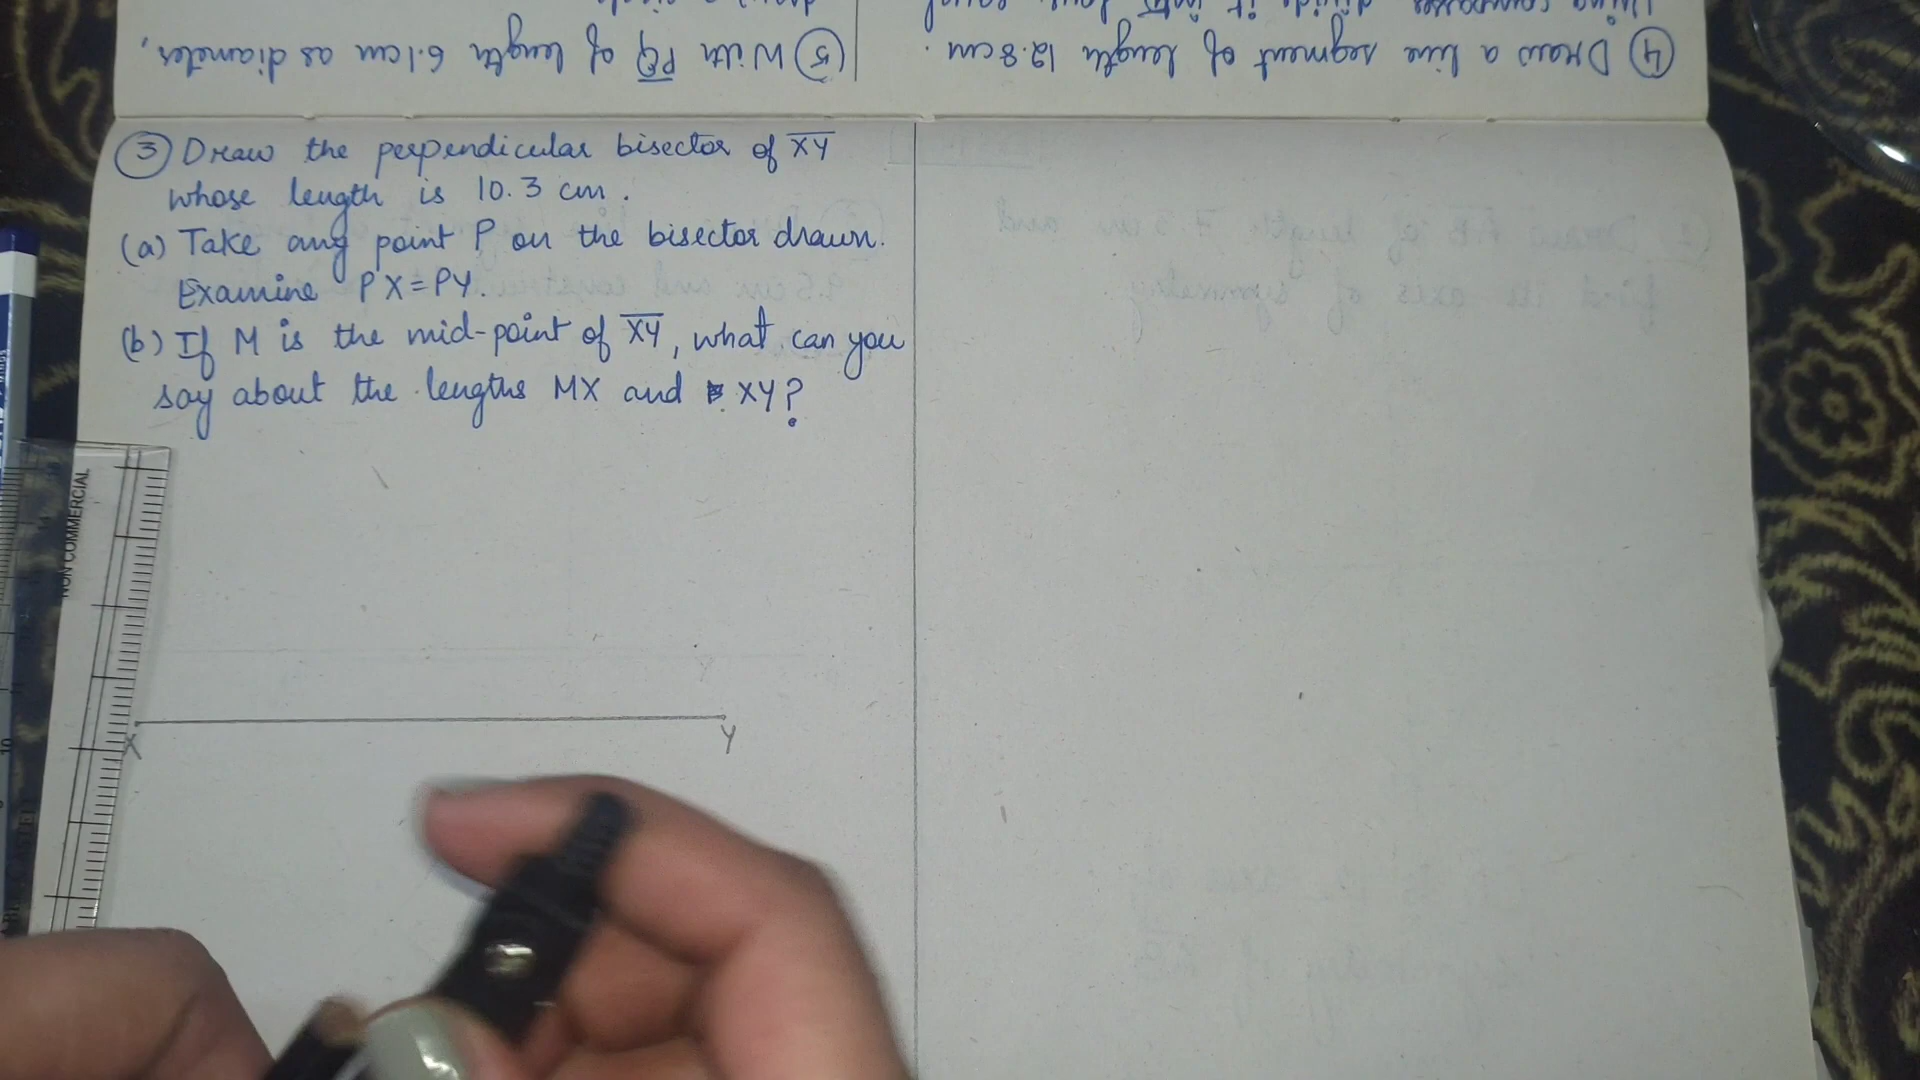 4 Draw a line segment of length 12.8 cm.
5 With PQ of length 6.1 cm as diameter,
3 Draw the perpendicular bisector of XY
whose length is 10.3 cm.
(a) Take any point P on the bisector drawn.
Examine PX = PY.
(b) If M is the mid-point of XY, what can you
say about the lengths MX and XY?
NON COMMERCIAL
X
Y